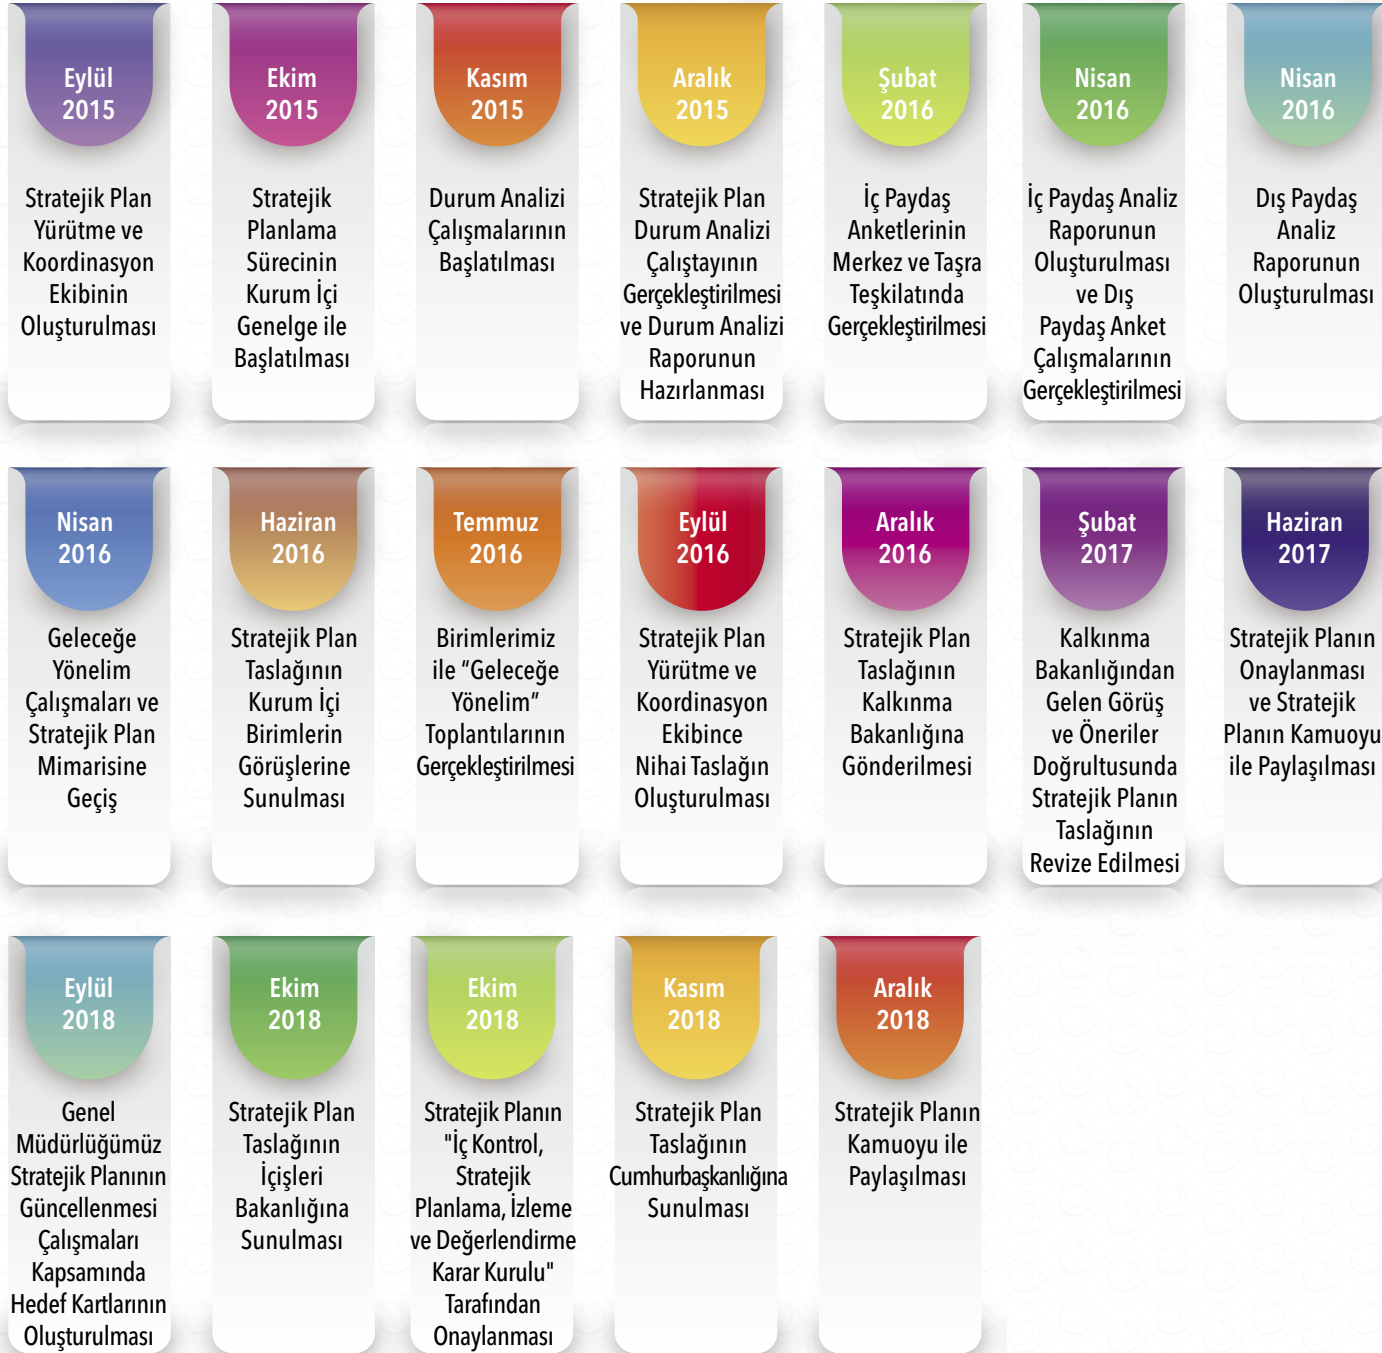 Eylül
2015
Stratejik Plan
Yürütme ve
Koordinasyon
Ekibinin
Oluşturulması
Ekim
2015
Stratejik
Planlama
Sürecinin
Kurum İçi
Genelge ile
Başlatılması
Kasım
2015
Durum Analizi
Çalışmalarının
Başlatılması
Aralık
2015
Stratejik Plan
Durum Analizi
Çalıştayının
Gerçekleştirilmesi
ve Durum Analizi
Raporunun
Hazırlanması
Şubat
2016
İç Paydaş
Anketlerinin
Merkez ve Taşra
Teşkilatında
Gerçekleştirilmesi
Nisan
2016
İç Paydaş Analiz
Raporunun
Oluşturulması
ve Dış
Paydaş Anket
Çalışmalarının
Gerçekleştirilmesi
Nisan
2016
Dış Paydaş
Analiz
Raporunun
Oluşturulması
Nisan
2016
Geleceğe
Yönelim
Çalışmaları ve
Stratejik Plan
Mimarisine
Geçiş
Haziran
2016
Stratejik Plan
Taslağının
Kurum İçi
Birimlerin
Görüşlerine
Sunulması
Temmuz
2016
Birimlerimiz
ile “Geleceğe
Yönelim”
Toplantılarının
Gerçekleştirilmesi
Eylül
2016
Stratejik Plan
Yürütme ve
Koordinasyon
Ekibince
Nihai Taslağın
Oluşturulması
Aralık
2016
Stratejik Plan
Taslağının
Kalkınma
Bakanlığına
Gönderilmesi
Şubat
2017
Kalkınma
Bakanlığından
Gelen Görüş
ve Öneriler
Doğrultusunda
Stratejik Planın
Taslağının
Revize Edilmesi
Haziran
2017
Stratejik Planın
Onaylanması
ve Stratejik
Planın Kamuoyu
ile Paylaşılması
Eylül
2018
Genel
Müdürlüğümüz
Stratejik Planının
Güncellenmesi
Çalışmaları
Kapsamında
Hedef Kartlarının
Oluşturulması
Ekim
2018
Stratejik Plan
Taslağının
İçişleri
Bakanlığına
Sunulması
Ekim
2018
Stratejik Planın
"İç Kontrol,
Stratejik
Planlama, İzleme
ve Değerlendirme
Karar Kurulu"
Tarafından
Onaylanması
Kasım
2018
Stratejik Plan
Taslağının
Cumhurbaşkanlığına
Sunulması
Aralık
2018
Stratejik Planın
Kamuoyu ile
Paylaşılması